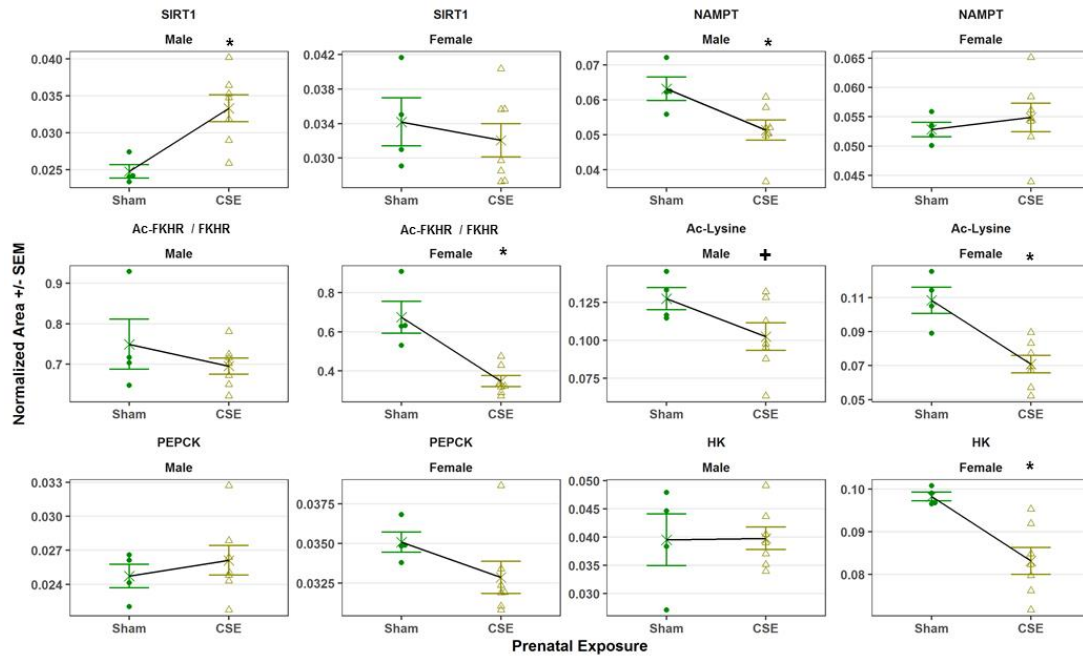 SIRT1 SIRT1 NAMPT NAMPT
Male * Female Male * Female
0.040 0.042 0.07 0.065
0.035 0.038 0.06 0.060
0.030 0.034 0.05 0.055
0.025 0.030 0.04 0.050
0.045
Sham CSE Sham CSE Sham CSE Sham CSE
Ac-FKHR / FKHR Ac-FKHR / FKHR Ac-Lysine Ac-Lysine
Male Female * Male + Female *
0.9 0.8 0.125 0.11
0.8 0.6 0.100 0.09
0.7 0.4 0.075 0.07
0.05
Sham CSE Sham CSE Sham CSE Sham CSE
PEPCK PEPCK HK HK
Male Female Male Female *
0.033 0.0375 0.050 0.10
0.030 0.0350 0.045 0.09
0.027 0.0325 0.040 0.08
0.024 0.035
0.030
Sham CSE Sham CSE Sham CSE Sham CSE
Normalized Area +/- SEM
Prenatal Exposure